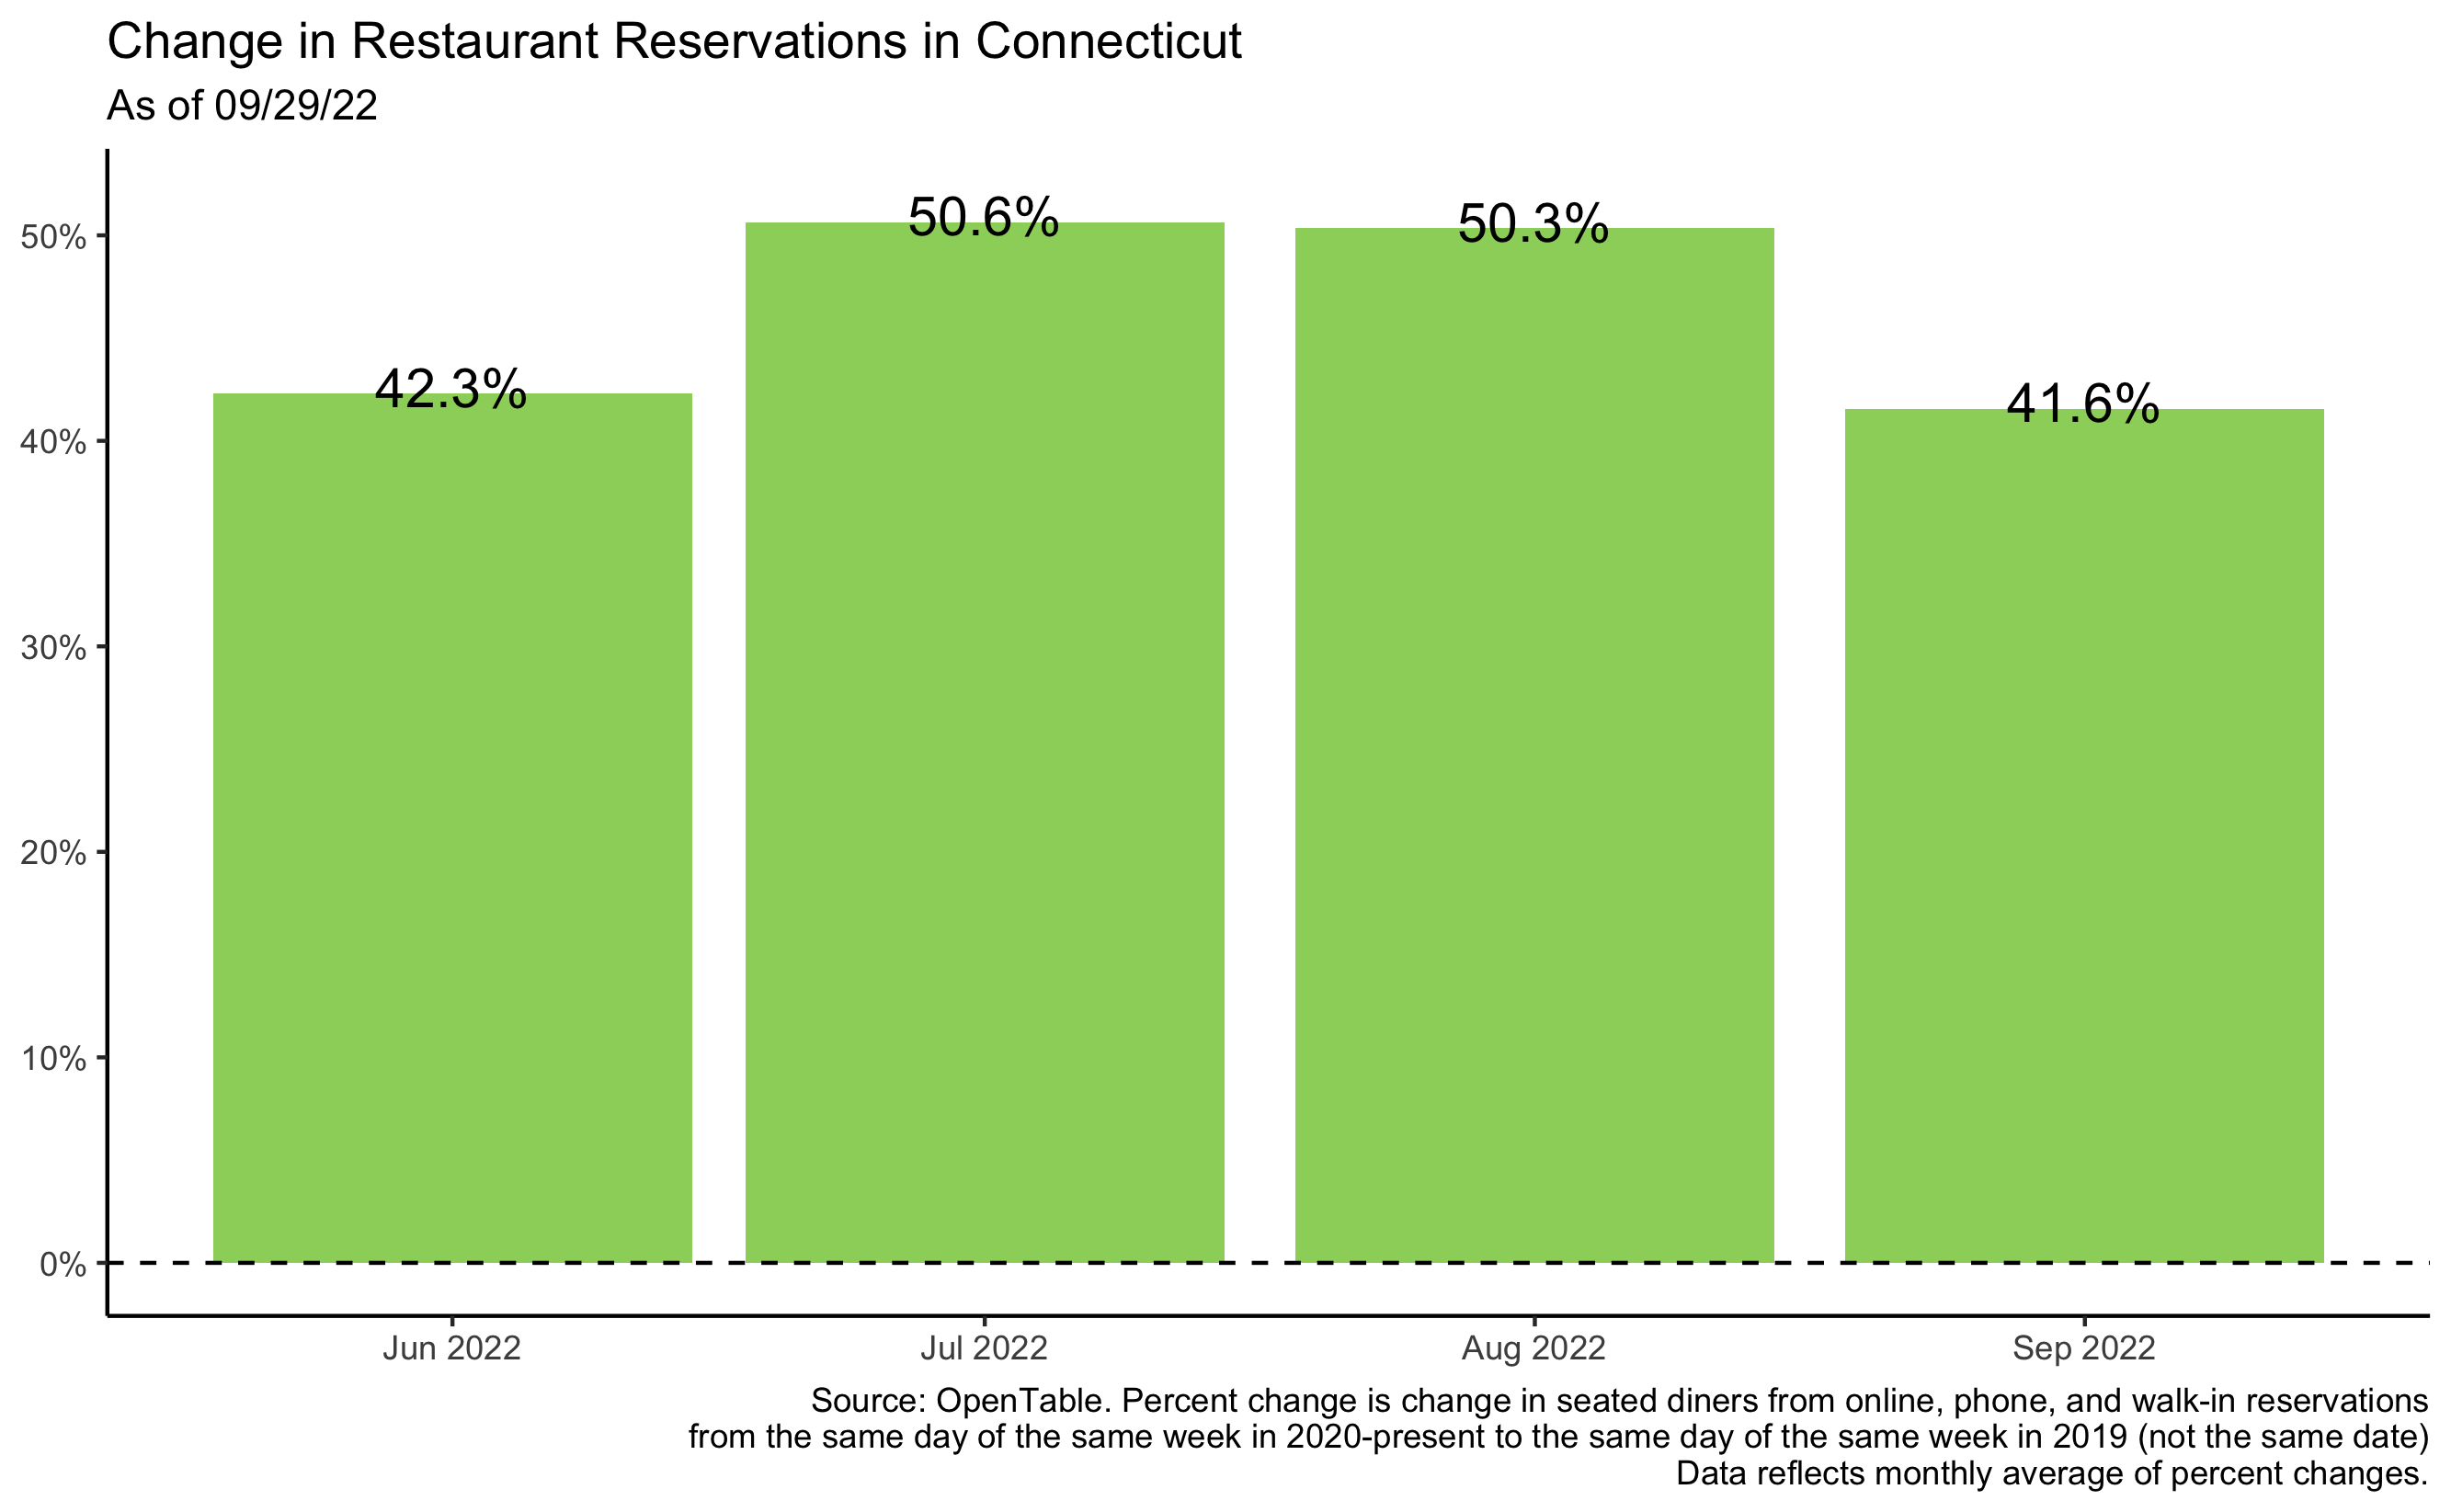 Change in Restaurant Reservations in Connecticut
As of 09/29/22
50%
40%
30%
20%
10%
0%
42.3%
50.6%
50.3%
41.6%
Jun 2022
Jul 2022
Aug 2022
Sep 2022
Source: OpenTable. Percent change is change in seated diners from online, phone, and walk-in reservations
from the same day of the same week in 2020-present to the same day of the same week in 2019 (not the same date)
Data reflects monthly average of percent changes.